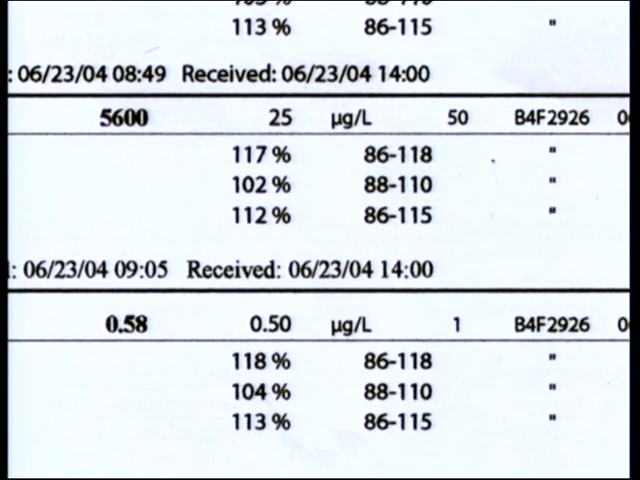 113 % 86-115 "
: 06/23/04 08:49 Received: 06/23/04 14:00
5600 25 µg/L 50 B4F2926
117 % 86-118 "
102 % 88-110 "
112 % 86-115 "
: 06/23/04 09:05 Received: 06/23/04 14:00
0.58 0.50 µg/L 1 B4F2926
118 % 86-118 "
104 % 88-110 "
113 % 86-115 "